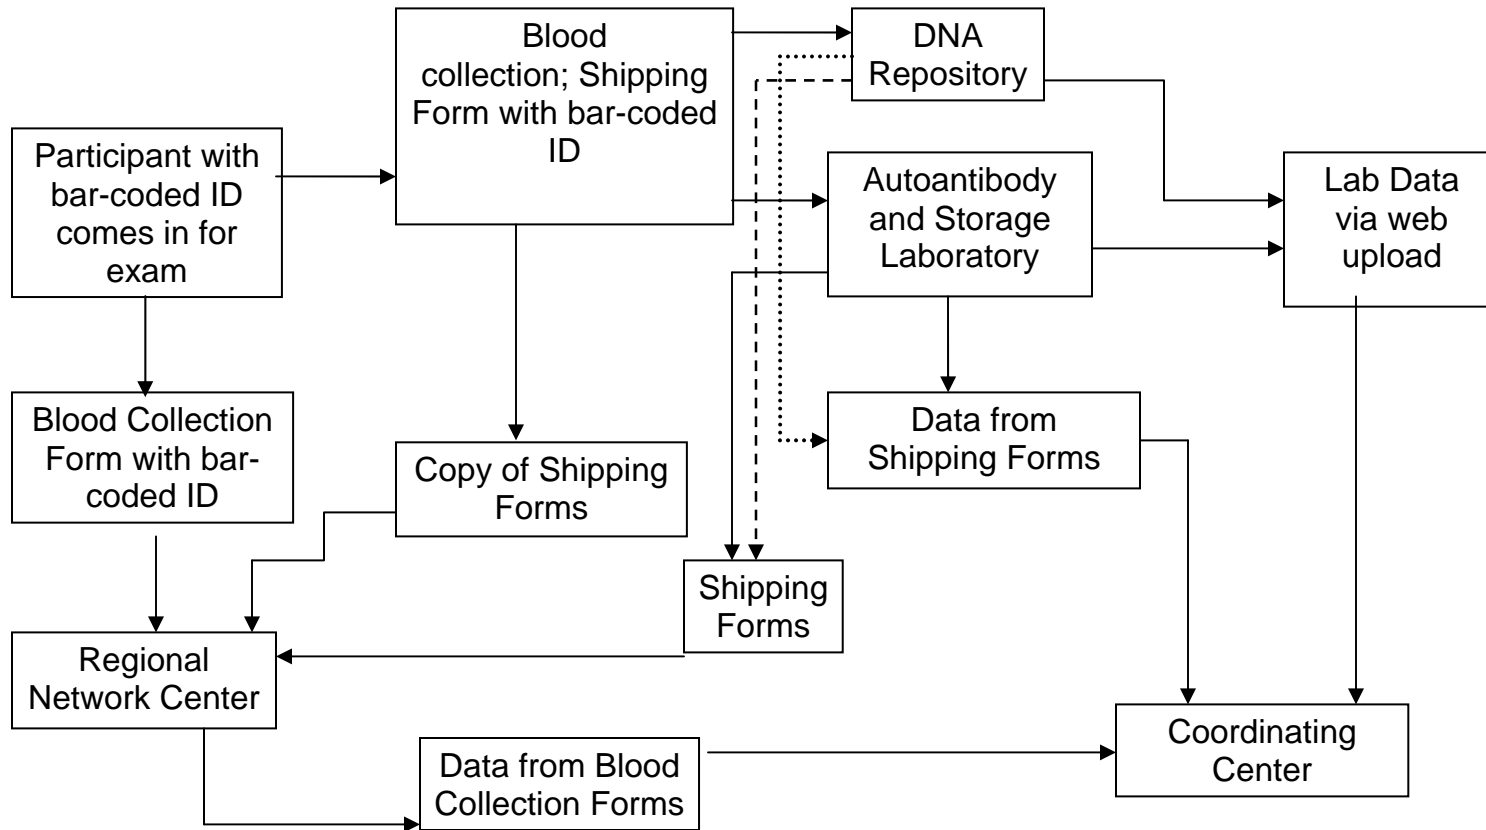 Blood
collection; Shipping
Form with bar-coded
ID
DNA
Repository
Participant with
bar-coded ID
comes in for
exam
Autoantibody
and Storage
Laboratory
Lab Data
via web
upload
Blood Collection
Form with bar-
coded ID
Copy of Shipping
Forms
Data from
Shipping Forms
Shipping
Forms
Regional
Network Center
Data from Blood
Collection Forms
Coordinating
Center